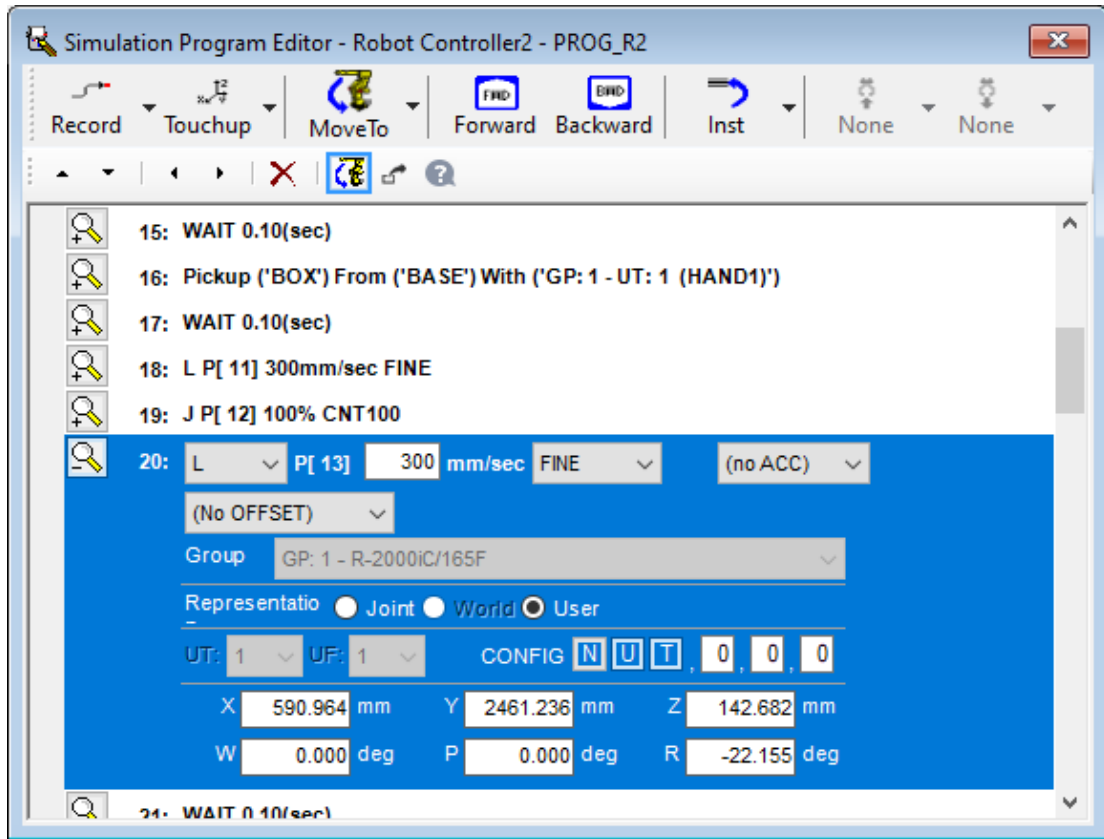 Simulation Program Editor - Robot Controller2 - PROG_R2
Record Touchup MoveTo FWD Forward BWD Backward Inst None None
15: WAIT 0.10(sec)
16: Pickup ('BOX') From ('BASE') With ('GP: 1 - UT: 1 (HAND1)')
17: WAIT 0.10(sec)
18: L P[ 11] 300mm/sec FINE
19: J P[ 12] 100% CNT100
20: L P[ 13] 300 mm/sec FINE (no ACC)
(No OFFSET)
Group GP: 1 - R-2000iC/165F
Representatio Joint World User
UT: 1 UF: 1 CONFIG N U T , 0 , 0 , 0
X 590.964 mm Y 2461.236 mm Z 142.682 mm
W 0.000 deg P 0.000 deg R -22.155 deg
21: WAIT 0.10(sec)